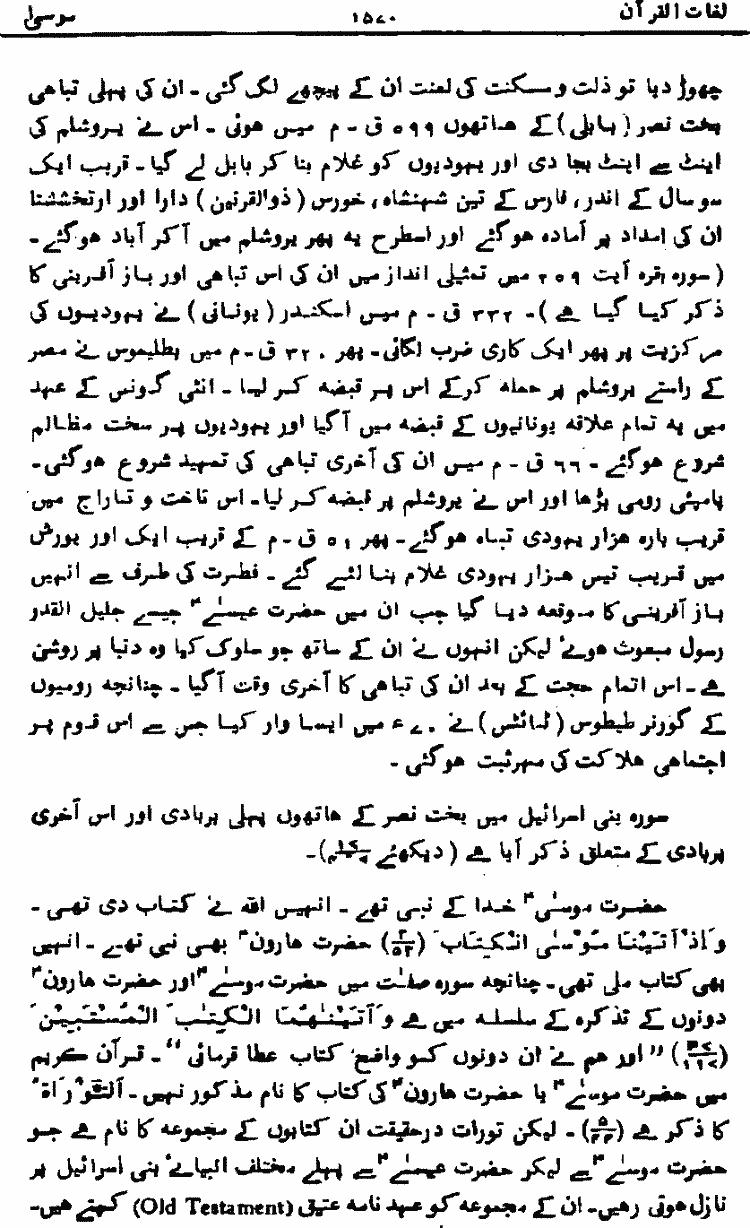 لغات القرآن ۱۵۷۰ موسیٰ
چھوڑ دیا تو ذلت و مسکنت کی لعنت ان کے پیچھے لگ گئی ۔ ان کی پہلی تباہی
بخت نصر (بابلی) کے ہاتھوں ۵۹۹ ق ۔ م میں ہوئی ۔ اس نے یروشلم کی
اینٹ سے اینٹ بجا دی اور یہودیوں کو غلام بنا کر بابل لے گیا ۔ قریب ایک
سو سال کے اندر، فارس کے تین شہنشاہ، خورس (ذوالقرنین) دارا اور ارتخششتا
ان کی امداد پر آمادہ ہوگئے اور اسطرح یہ پھر یروشلم میں آکر آباد ہوگئے ۔
(سورہ بقرہ آیت ۲۵۹ میں تمثیلی انداز میں ان کی اس تباہی اور باز آفرینی کا
ذکر کیا گیا ہے) ۔ ۳۳۲ ق ۔ م میں اسکندر (یونانی) نے یہودیوں کی
مرکزیت پر پھر ایک کاری ضرب لگائی ۔ پھر ۳۲۰ ق ۔ م میں بطلیموس نے مصر
کے راستے یروشلم پر حملہ کرکے اس پر قبضہ کر لیا ۔ انٹی گونس کے عہد
میں یہ تمام علاقہ یونانیوں کے قبضہ میں آگیا اور یہودیوں پر سخت مظالم
شروع ہوگئے ۔ ۶۶ ق ۔ م میں ان کی آخری تباہی کی تمہید شروع ہوگئی ۔
پامپئی رومی بڑھا اور اس نے یروشلم پر قبضہ کر لیا ۔ اس تاخت و تاراج میں
قریب بارہ ہزار یہودی تباہ ہوگئے ۔ پھر ۵۱ ق ۔ م کے قریب ایک اور یورش
میں قریب تیس ہزار یہودی غلام بنا لئے گئے ۔ فطرت کی طرف سے انہیں
باز آفرینی کا موقعہ دیا گیا جب ان میں حضرت عیسےٰؑ جیسے جلیل القدر
رسول مبعوث ہوئے لیکن انہوں نے ان کے ساتھ جو سلوک کیا وہ دنیا پر روشن
ہے ۔ اس اتمام حجت کے بعد ان کی تباہی کا آخری وقت آگیا ۔ چنانچہ رومیوں
کے گورنر طیطوس (ٹائٹس) نے ۷۰ء میں ایسا وار کیا جس سے اس قوم پر
اجتماعی ہلاکت کی مہر ثبت ہوگئی ۔
سورہ بنی اسرائیل میں بخت نصر کے ہاتھوں پہلی بربادی اور اس آخری
بربادی کے متعلق ذکر آیا ہے (دیکھئے) ۔
حضرت موسیٰؑ خدا کے نبی تھے ۔ انہیں اللہ نے کتاب دی تھی ۔
وَ اِذْ آتَیْنَا مُوْسَی الْکِتَابَ (۲/۵۳) حضرت ہارونؑ بھی نبی تھے ۔ انہیں
بھی کتاب ملی تھی ۔ چنانچہ سورہ صفٰت میں حضرت موسےٰؑ اور حضرت ہارونؑ
دونوں کے تذکرہ کے سلسلہ میں ہے وَ آتَیْنٰھُمَا الْکِتٰبَ الْمُسْتَبِیْنَ
(۳۷/۱۱۷) ”اور ہم نے ان دونوں کو واضح کتاب عطا فرمائی“ ۔ قرآن کریم
میں حضرت موسےٰؑ یا حضرت ہارونؑ کی کتاب کا نام مذکور نہیں ۔ اَلتَّوْرَاۃُ
کا ذکر ہے (۵/۴۴) ۔ لیکن تورات درحقیقت ان کتابوں کے مجموعہ کا نام ہے جو
حضرت موسےٰؑ سے لیکر حضرت عیسےٰؑ سے پہلے مختلف انبیائے بنی اسرائیل پر
نازل ہوتی رہیں ۔ ان کے مجموعہ کو عہد نامہ عتیق (Old Testament) کہتے ہیں ۔